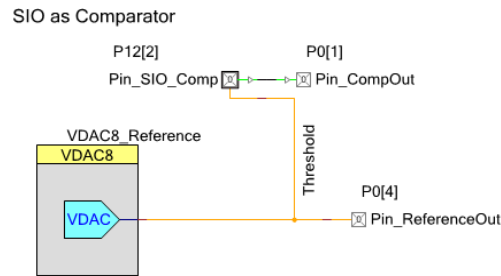 SIO as Comparator
P12[2]
P0[1]
Pin_SIO_Comp
Pin_CompOut
VDAC8_Reference
VDAC8
Threshold
P0[4]
VDAC
Pin_ReferenceOut